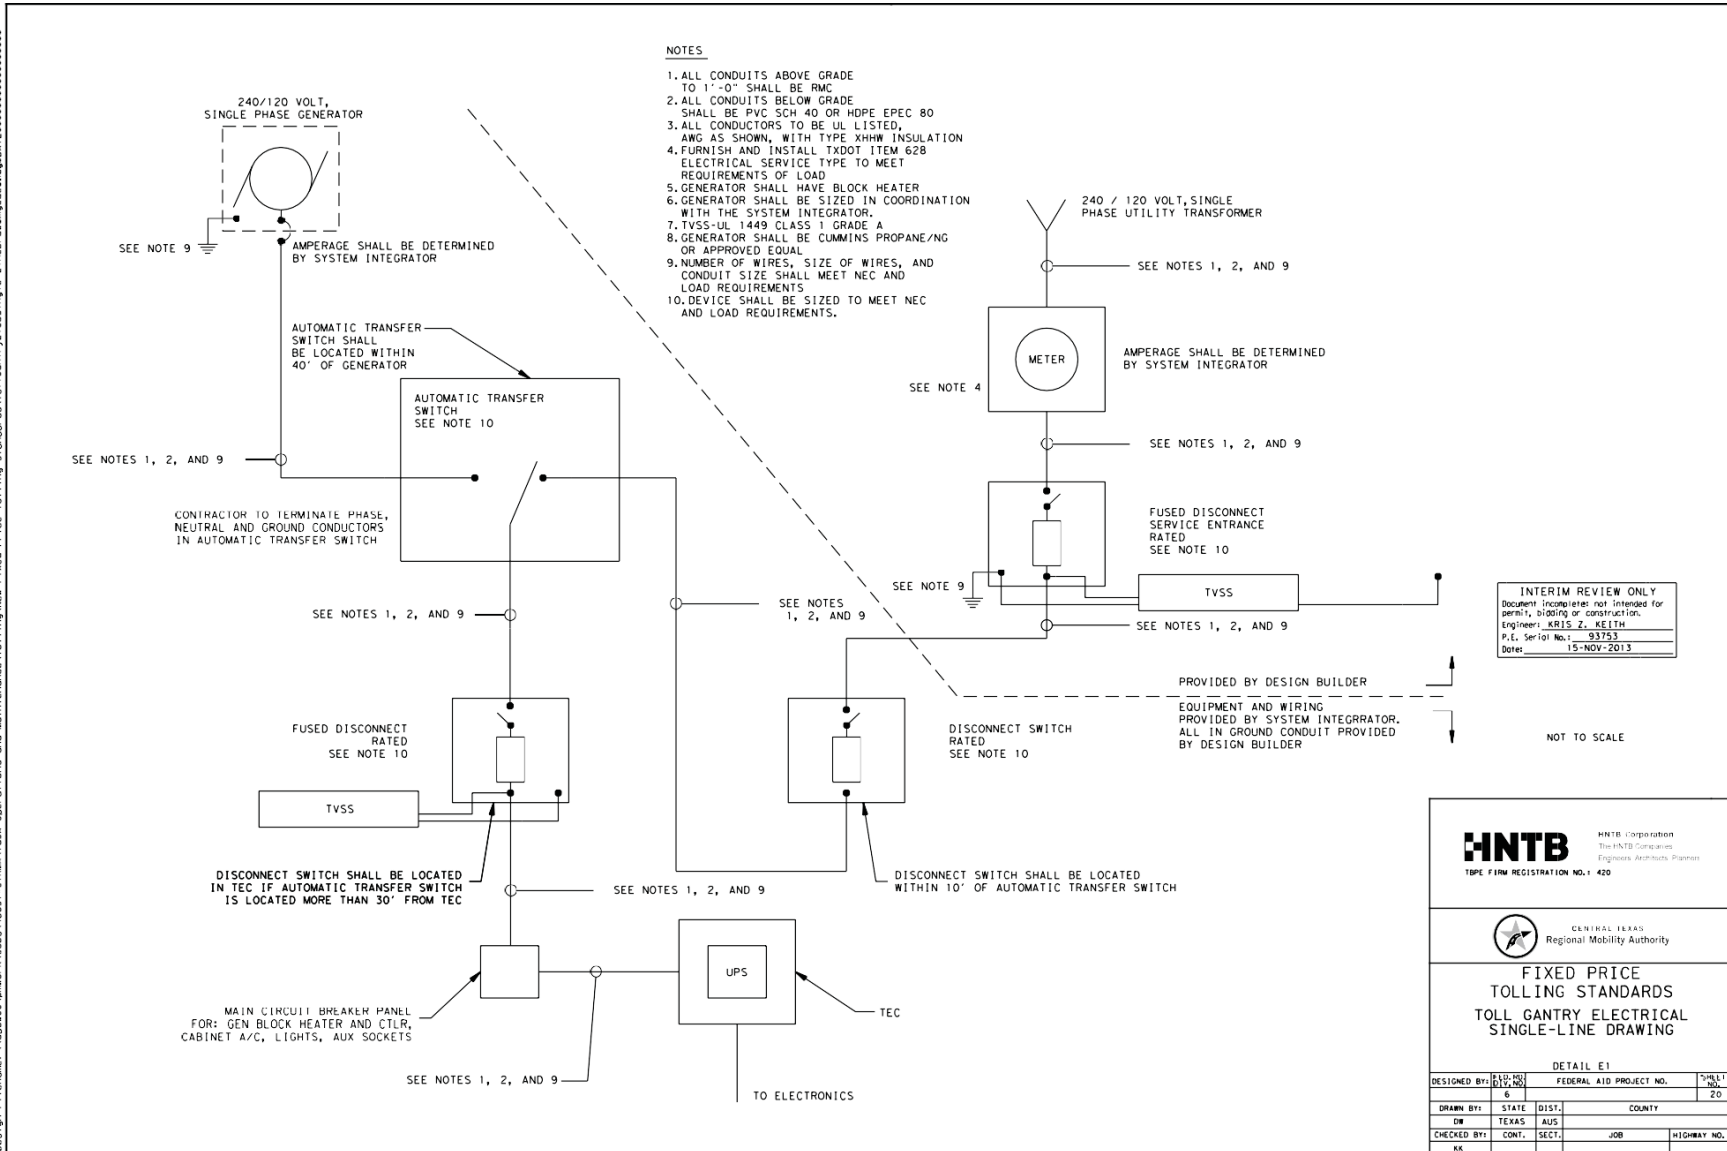 NOTES
1. ALL CONDUITS ABOVE GRADE
TO 1'-0" SHALL BE RMC
2. ALL CONDUITS BELOW GRADE
SHALL BE PVC SCH 40 OR HDPE EPEC 80
3. ALL CONDUCTORS TO BE UL LISTED,
AWG AS SHOWN, WITH TYPE XHHW INSULATION
4. FURNISH AND INSTALL TXDOT ITEM 628
ELECTRICAL SERVICE TYPE TO MEET
REQUIREMENTS OF LOAD
5. GENERATOR SHALL HAVE BLOCK HEATER
6. GENERATOR SHALL BE SIZED IN COORDINATION
WITH THE SYSTEM INTEGRATOR.
7. TVSS-UL 1449 CLASS 1 GRADE A
8. GENERATOR SHALL BE CUMMINS PROPANE/NG
OR APPROVED EQUAL
9. NUMBER OF WIRES, SIZE OF WIRES, AND
CONDUIT SIZE SHALL MEET NEC AND
LOAD REQUIREMENTS
10. DEVICE SHALL BE SIZED TO MEET NEC
AND LOAD REQUIREMENTS.
240/120 VOLT,
SINGLE PHASE GENERATOR
SEE NOTE 9
AMPERAGE SHALL BE DETERMINED
BY SYSTEM INTEGRATOR
AUTOMATIC TRANSFER
SWITCH SHALL
BE LOCATED WITHIN
40' OF GENERATOR
AUTOMATIC TRANSFER
SWITCH
SEE NOTE 10
SEE NOTES 1, 2, AND 9
CONTRACTOR TO TERMINATE PHASE,
NEUTRAL AND GROUND CONDUCTORS
IN AUTOMATIC TRANSFER SWITCH
SEE NOTES 1, 2, AND 9
SEE NOTES
1, 2, AND 9
240 / 120 VOLT, SINGLE
PHASE UTILITY TRANSFORMER
SEE NOTES 1, 2, AND 9
METER
AMPERAGE SHALL BE DETERMINED
BY SYSTEM INTEGRATOR
SEE NOTE 4
SEE NOTES 1, 2, AND 9
FUSED DISCONNECT
SERVICE ENTRANCE
RATED
SEE NOTE 10
SEE NOTE 9
TVSS
SEE NOTES 1, 2, AND 9
INTERIM REVIEW ONLY
Document incomplete: not intended for
permit, bidding or construction.
Engineer: KRIS Z. KEITH
P.E. Serial No.: 93753
Date: 15-NOV-2013
PROVIDED BY DESIGN BUILDER
EQUIPMENT AND WIRING
PROVIDED BY SYSTEM INTEGRRATOR.
ALL IN GROUND CONDUIT PROVIDED
BY DESIGN BUILDER
NOT TO SCALE
FUSED DISCONNECT
RATED
SEE NOTE 10
DISCONNECT SWITCH
RATED
SEE NOTE 10
TVSS
DISCONNECT SWITCH SHALL BE LOCATED
IN TEC IF AUTOMATIC TRANSFER SWITCH
IS LOCATED MORE THAN 30' FROM TEC
SEE NOTES 1, 2, AND 9
DISCONNECT SWITCH SHALL BE LOCATED
WITHIN 10' OF AUTOMATIC TRANSFER SWITCH
UPS
TEC
MAIN CIRCUIT BREAKER PANEL
FOR: GEN BLOCK HEATER AND CTLR,
CABINET A/C, LIGHTS, AUX SOCKETS
SEE NOTES 1, 2, AND 9
TO ELECTRONICS
HNTB
HNTB Corporation
The HNTB Companies
Engineers Architects Planners
TBPE FIRM REGISTRATION NO.: 420
CENTRAL TEXAS
Regional Mobility Authority
FIXED PRICE
TOLLING STANDARDS
TOLL GANTRY ELECTRICAL
SINGLE-LINE DRAWING
DETAIL E1
DESIGNED BY: FED. RD. DIV. NO. FEDERAL AID PROJECT NO. SHEET NO.
6 20
DRAWN BY: STATE DIST. COUNTY
DW TEXAS AUS
CHECKED BY: CONT. SECT. JOB HIGHWAY NO.
KK